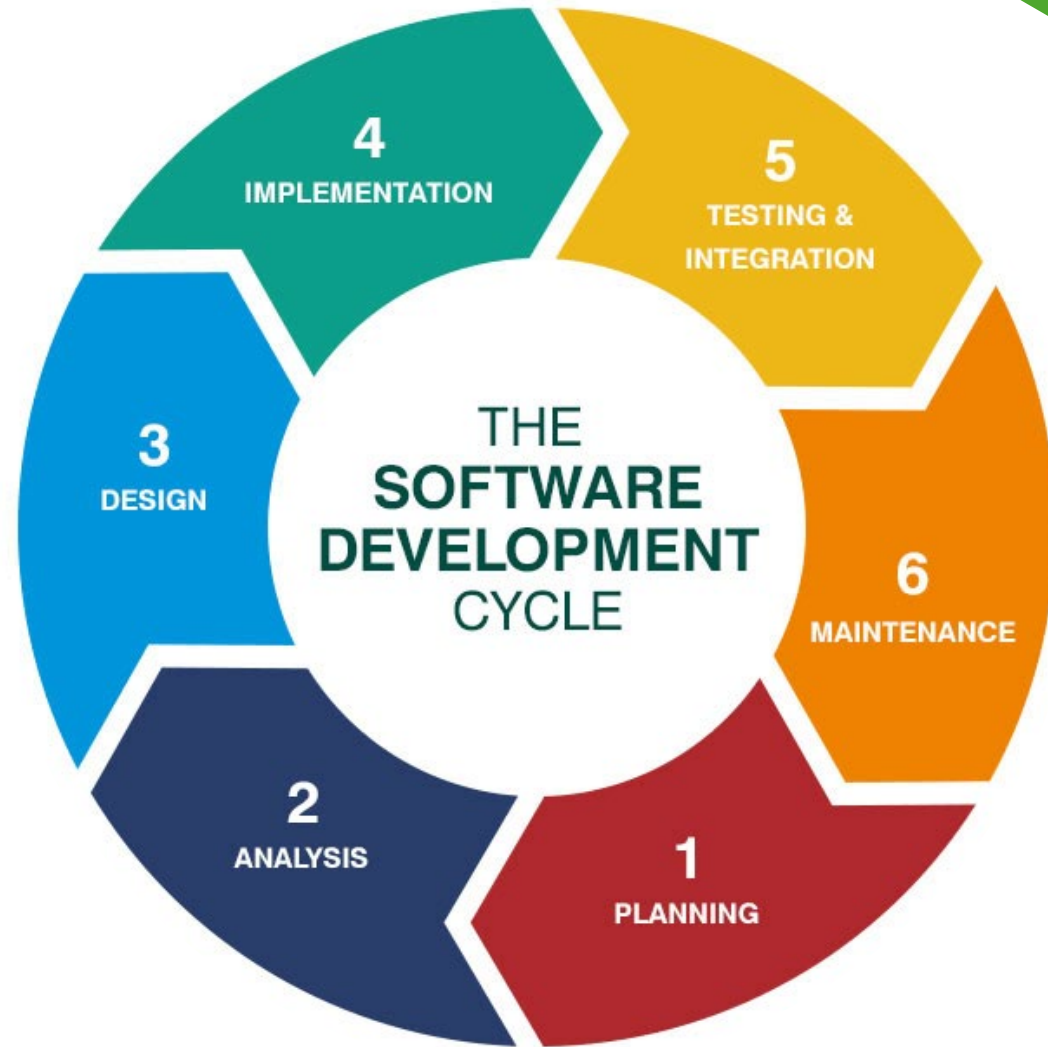 THE
SOFTWARE
DEVELOPMENT
CYCLE
1
PLANNING
2
ANALYSIS
3
DESIGN
4
IMPLEMENTATION
5
TESTING &
INTEGRATION
6
MAINTENANCE